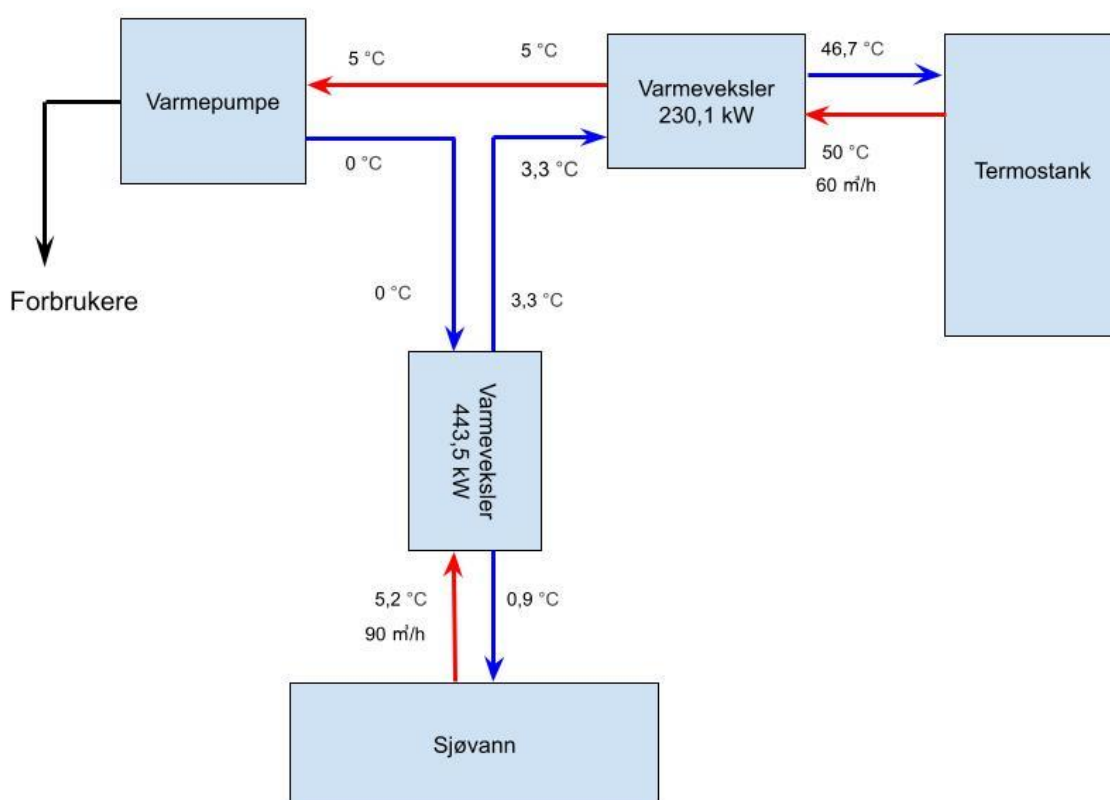 5 °C
5 °C
46,7 °C
Varmepumpe
Varmeveksler
230,1 kW
0 °C
3,3 °C
50 °C
60 m³/h
Termostank
Forbrukere
0 °C
3,3 °C
Varmeveksler
443,5 kW
5,2 °C
0,9 °C
90 m³/h
Sjøvann